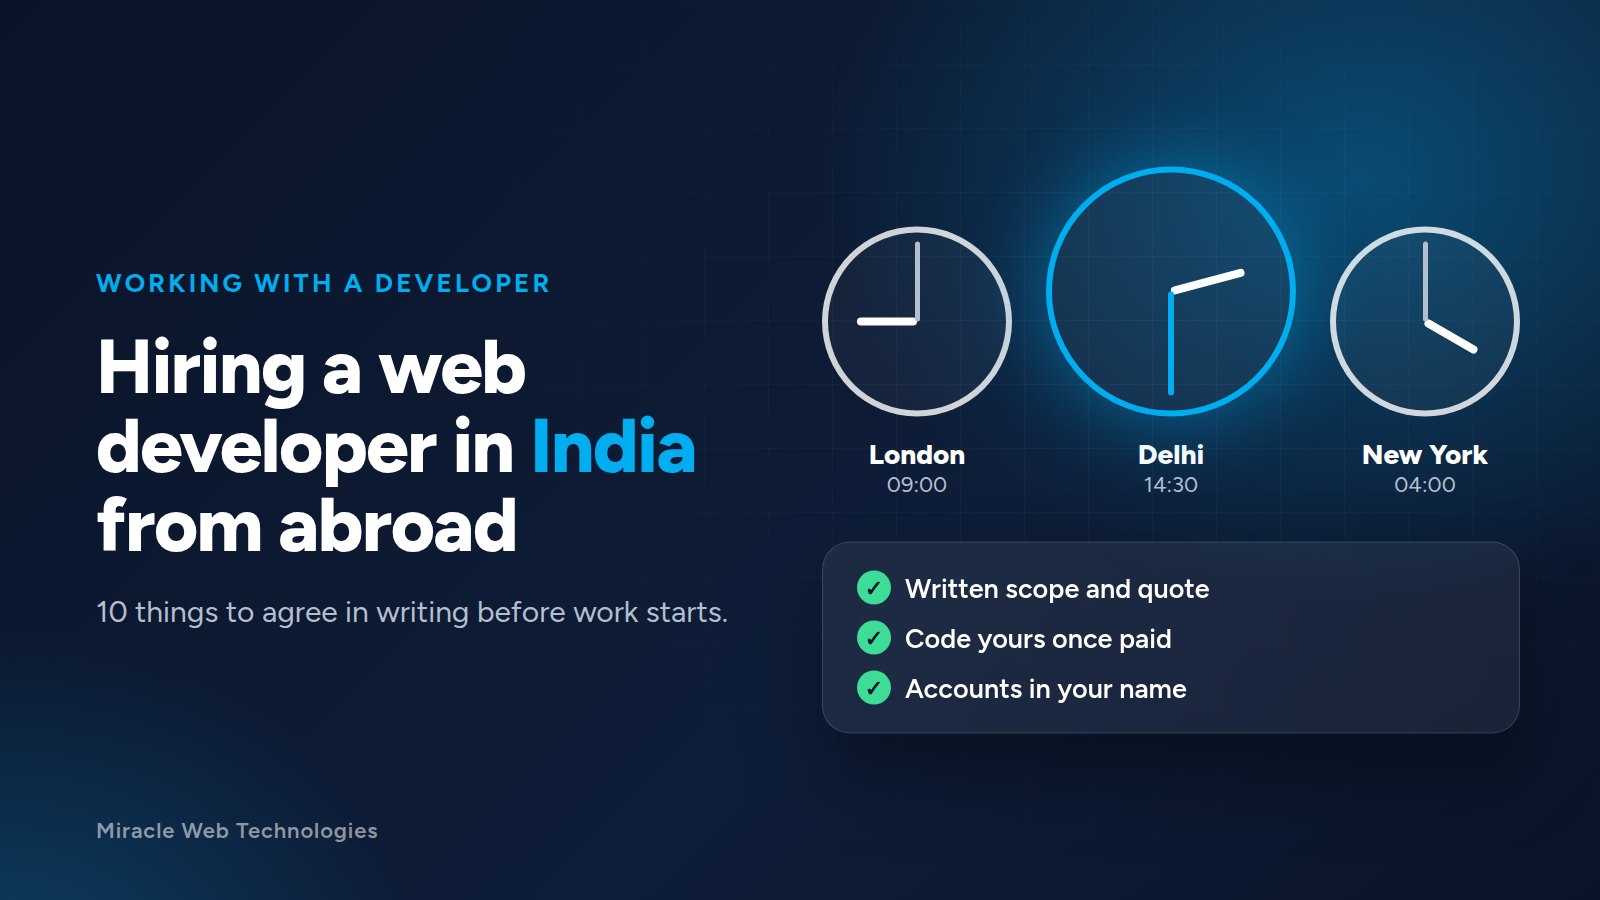 WORKING WITH A DEVELOPER
Hiring a web
developer in India
from abroad
10 things to agree in writing before work starts.
Miracle Web Technologies
London
09:00
Delhi
14:30
New York
04:00
✓ Written scope and quote
✓ Code yours once paid
✓ Accounts in your name